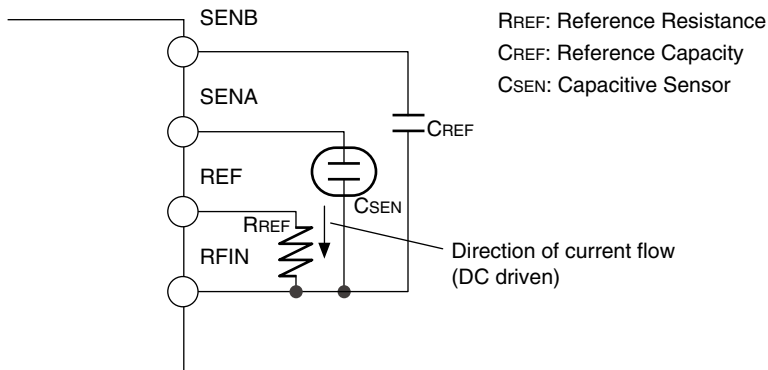 SENB
RREF: Reference Resistance
CREF: Reference Capacity
CSEN: Capacitive Sensor
SENA
CREF
REF
CSEN
RREF
RFIN
Direction of current flow
(DC driven)